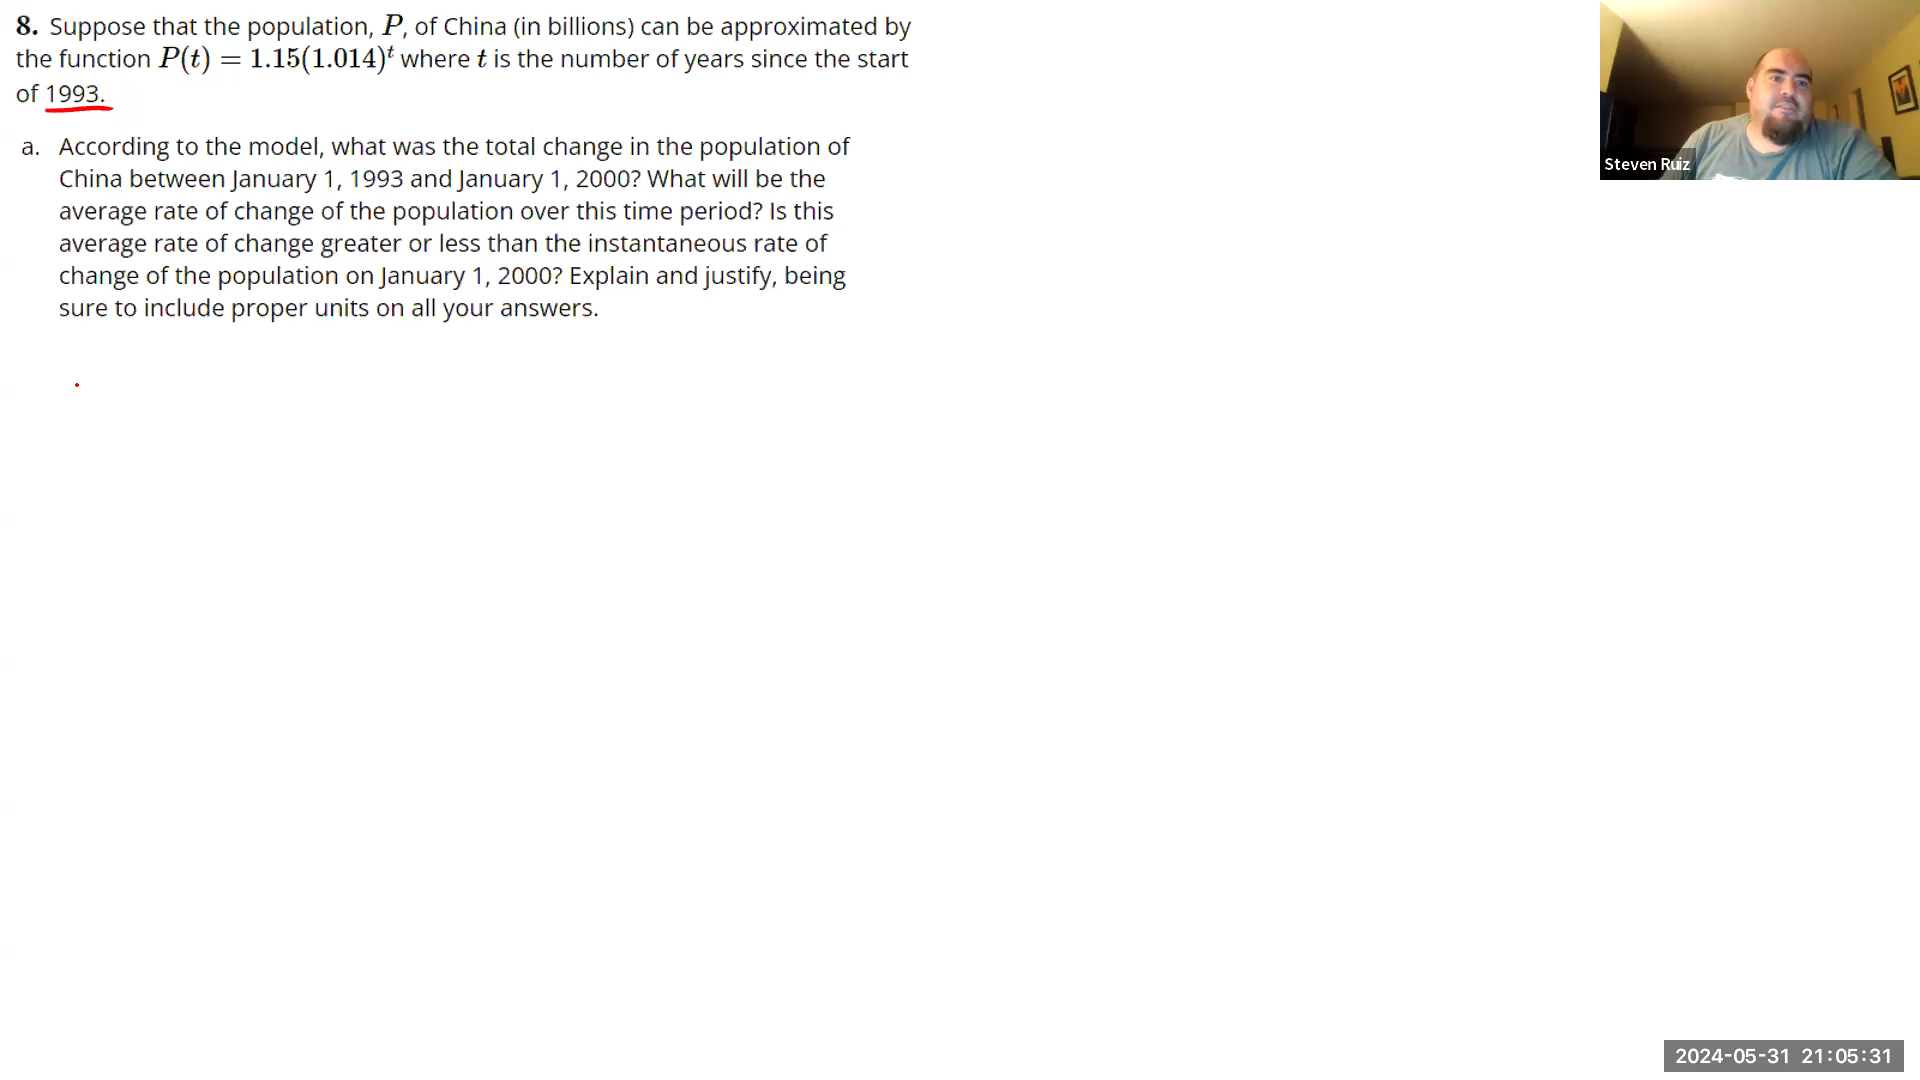 8. Suppose that the population, P, of China (in billions) can be approximated by
the function P(t) = 1.15(1.014)^t where t is the number of years since the start
of 1993.
a. According to the model, what was the total change in the population of
China between January 1, 1993 and January 1, 2000? What will be the
average rate of change of the population over this time period? Is this
average rate of change greater or less than the instantaneous rate of
change of the population on January 1, 2000? Explain and justify, being
sure to include proper units on all your answers.
Steven Ruiz
2024-05-31 21:05:31